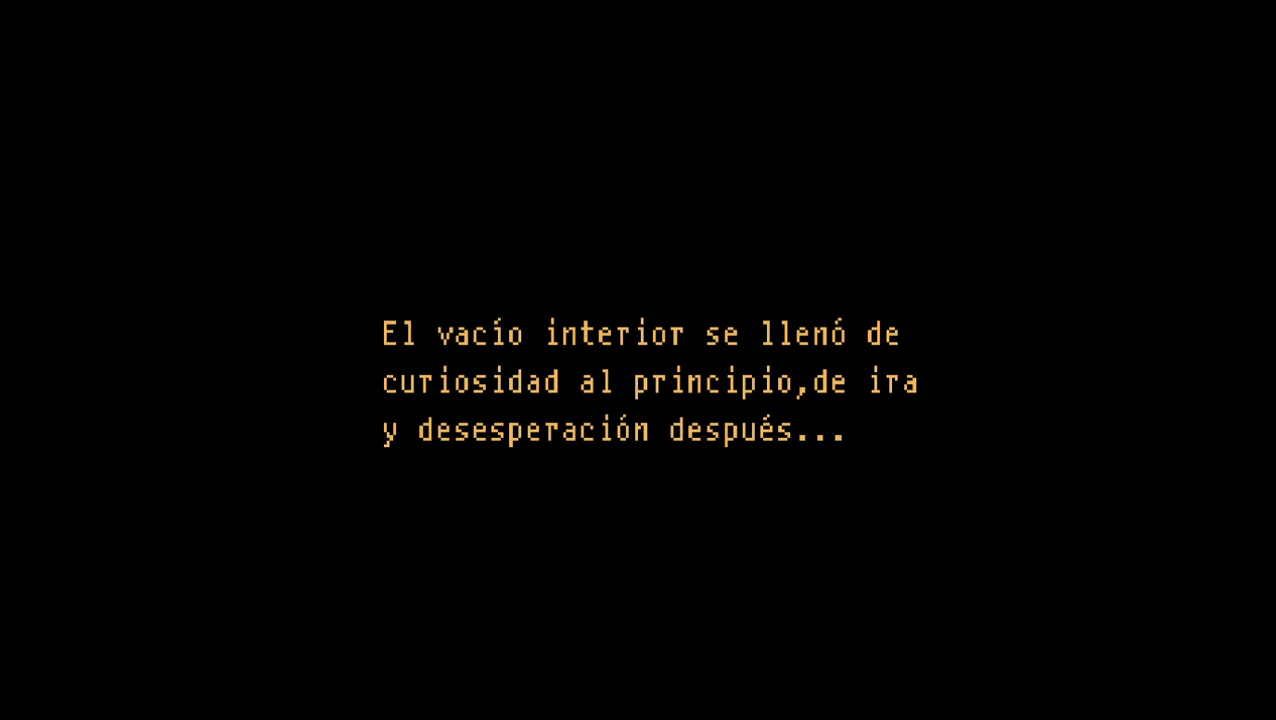 El vacío interior se llenó de
curiosidad al principio,de ira
y desesperación después...